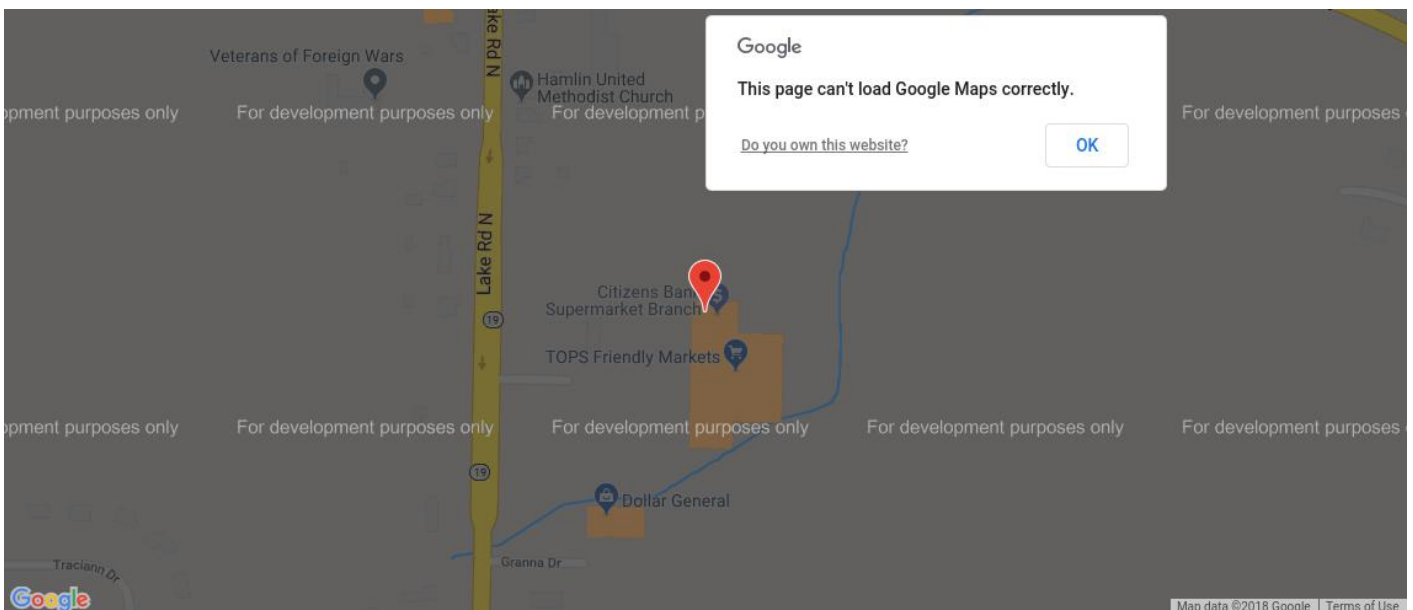 ake Rd N
Veterans of Foreign Wars
Hamlin United
Methodist Church
Google
This page can't load Google Maps correctly.
Do you own this website?
OK
opment purposes only
For development purposes only
For development p
For development purposes
Lake Rd N
Citizens Ban
Supermarket Branch
19
TOPS Friendly Markets
opment purposes only
For development purposes only
For development purposes only
For development purposes only
For development purposes
19
Dollar General
Granna Dr
Traciann Dr
Google
Map data ©2018 Google
Terms of Use